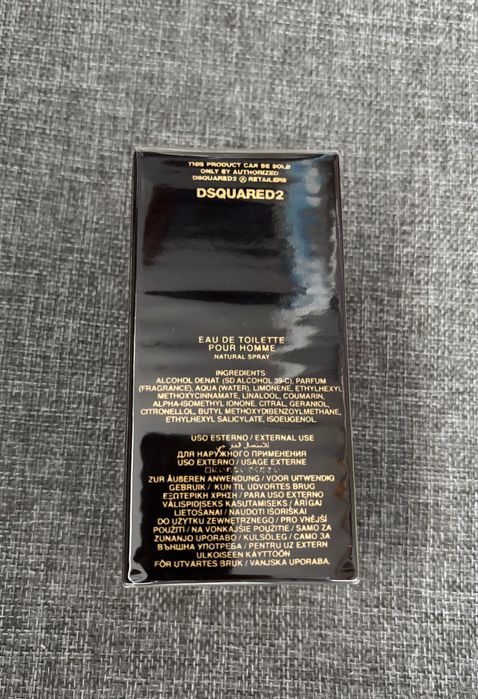 THIS PRODUCT CAN BE SOLD
ONLY BY AUTHORIZED
DSQUARED2 RETAILERS
DSQUARED2
EAU DE TOILETTE
POUR HOMME
NATURAL SPRAY
INGREDIENTS:
ALCOHOL DENAT. (SD ALCOHOL 39-C), PARFUM
(FRAGRANCE), AQUA (WATER), LIMONENE, ETHYLHEXYL
METHOXYCINNAMATE, LINALOOL, COUMARIN,
ALPHA-ISOMETHYL IONONE, CITRAL, GERANIOL,
CITRONELLOL, BUTYL METHOXYDIBENZOYLMETHANE,
ETHYLHEXYL SALICYLATE, ISOEUGENOL.
USO ESTERNO / EXTERNAL USE
ДЛЯ НАРУЖНОГО ПРИМЕНЕНИЯ
USO EXTERNO / USAGE EXTERNE
ZUR ÄUßEREN ANWENDUNG / VOOR UITWENDIG
GEBRUIK / KUN TIL UDVORTES BRUG
ΕΞΩΤΕΡΙΚΗ ΧΡΗΣΗ / PARA USO EXTERNO
VÄLISPIDISEKS KASUTAMISEKS / ĀRĪGAI
LIETOŠANAI / NAUDOTI IŠORIŠKAI
DO UŻYTKU ZEWNĘTRZNEGO / PRO VNĚJŠÍ
POUŽITÍ / NA VONKAJŠIE POUŽITIE / SAMO ZA
ZUNANJO UPORABO / KULSOLEG / САМО ЗА
ВЪНШНА УПОТРЕБА / PENTRU UZ EXTERN
ULKOISEEN KÄYTTÖÖN
FÖR UTVARTES BRUK / VANJSKA UPORABA.